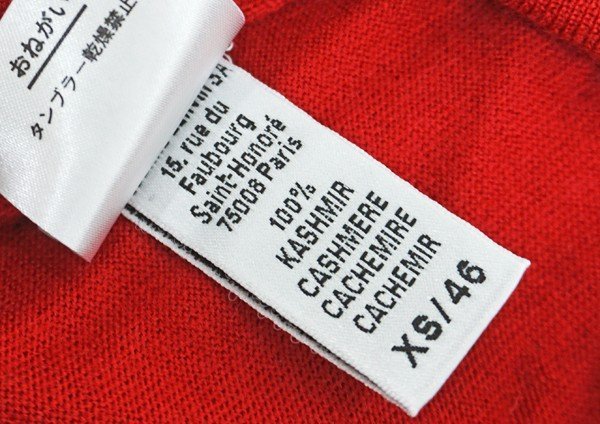 おねがい
タンブラー乾燥禁止
15, rue du
Faubourg
Saint-Honoré
75008 Paris
100%
KASHMIR
CASHMERE
CACHEMIRE
CACHEMIR
XS/46